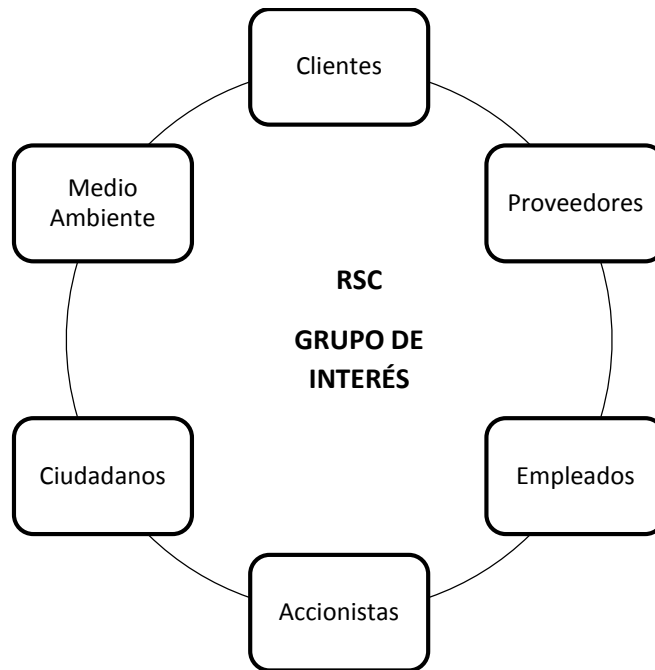 Clientes
Proveedores
Empleados
Accionistas
Ciudadanos
Medio
Ambiente
RSC
GRUPO DE
INTERÉS